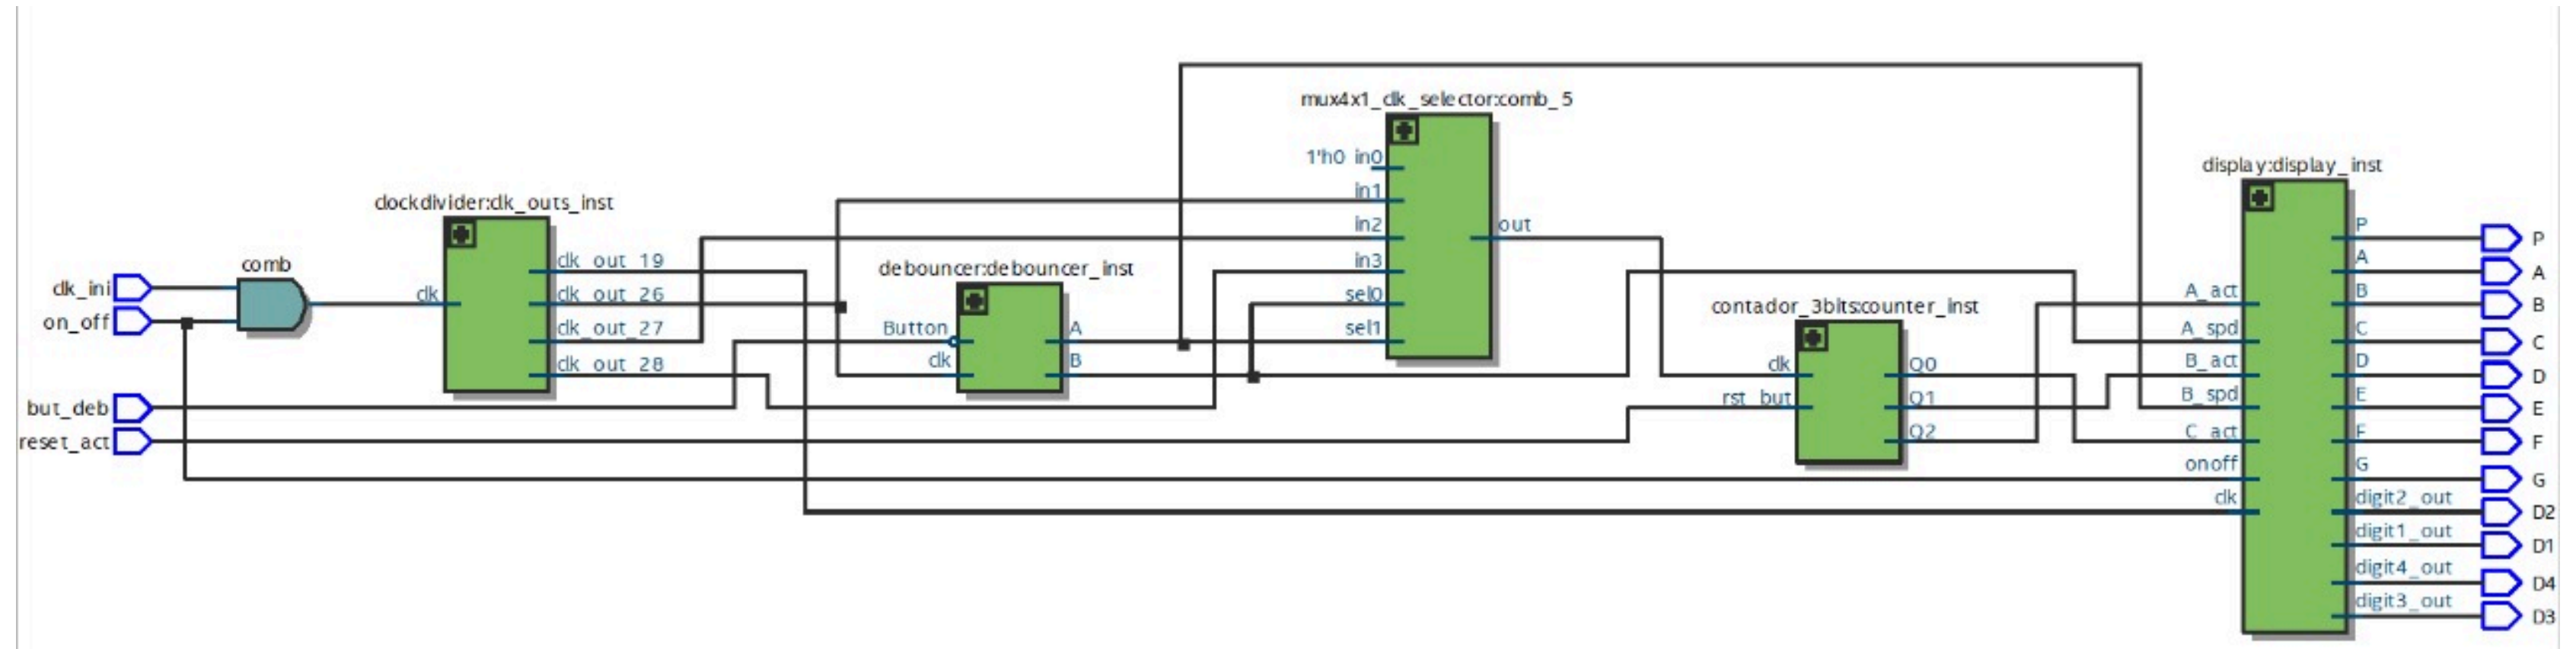 clk_ini
on_off
but_deb
reset_act
comb
clockdivider:clk_outs_inst
clk
clk_out_19
clk_out_26
clk_out_27
clk_out_28
debouncer:debouncer_inst
Button
clk
A
B
mux4x1_clk_selector:comb_5
1'h0 in0
in1
in2
in3
sel0
sel1
out
contador_3bits:counter_inst
clk
rst_but
Q0
Q1
Q2
display:display_inst
A_act
A_spd
B_act
B_spd
C_act
onoff
clk
P
A
B
C
D
E
F
G
digit2_out
digit1_out
digit4_out
digit3_out
P
A
B
C
D
E
F
G
D2
D1
D4
D3